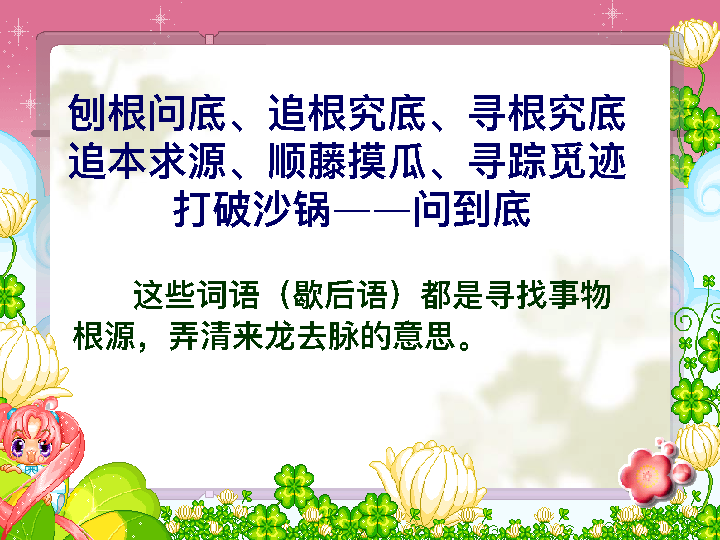 刨根问底、追根究底、寻根究底
追本求源、顺藤摸瓜、寻踪觅迹
打破沙锅——问到底
这些词语（歇后语）都是寻找事物
根源，弄清来龙去脉的意思。